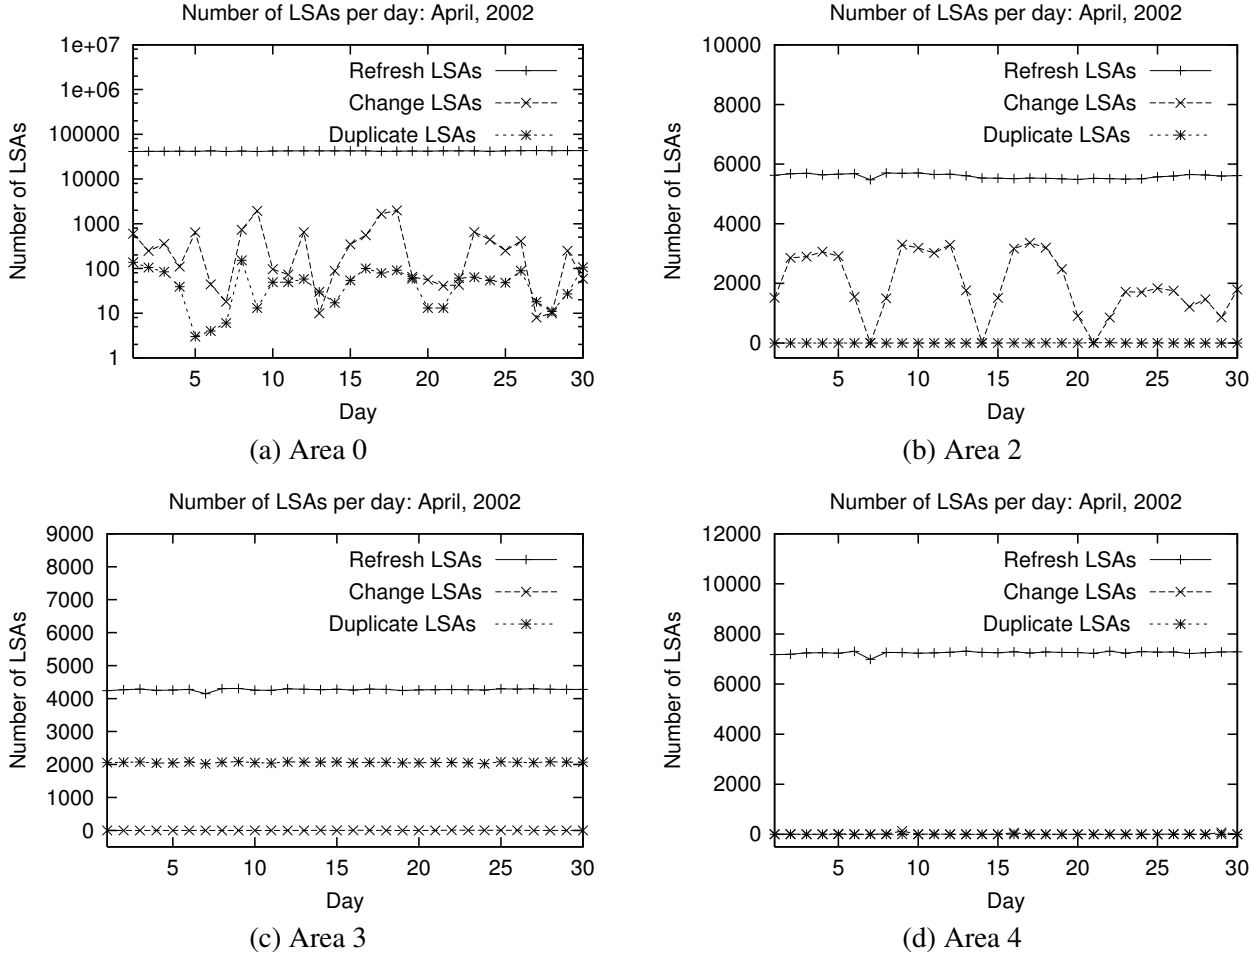 Number of LSAs per day: April, 2002
Number of LSAs
1e+07
1e+06
100000
10000
1000
100
10
1
Refresh LSAs
Change LSAs
Duplicate LSAs
5 10 15 20 25 30
Day
(a) Area 0
Number of LSAs per day: April, 2002
Number of LSAs
10000
8000
6000
4000
2000
0
Refresh LSAs
Change LSAs
Duplicate LSAs
5 10 15 20 25 30
Day
(b) Area 2
Number of LSAs per day: April, 2002
Number of LSAs
9000
8000
7000
6000
5000
4000
3000
2000
1000
0
Refresh LSAs
Change LSAs
Duplicate LSAs
5 10 15 20 25 30
Day
(c) Area 3
Number of LSAs per day: April, 2002
Number of LSAs
12000
10000
8000
6000
4000
2000
0
Refresh LSAs
Change LSAs
Duplicate LSAs
5 10 15 20 25 30
Day
(d) Area 4